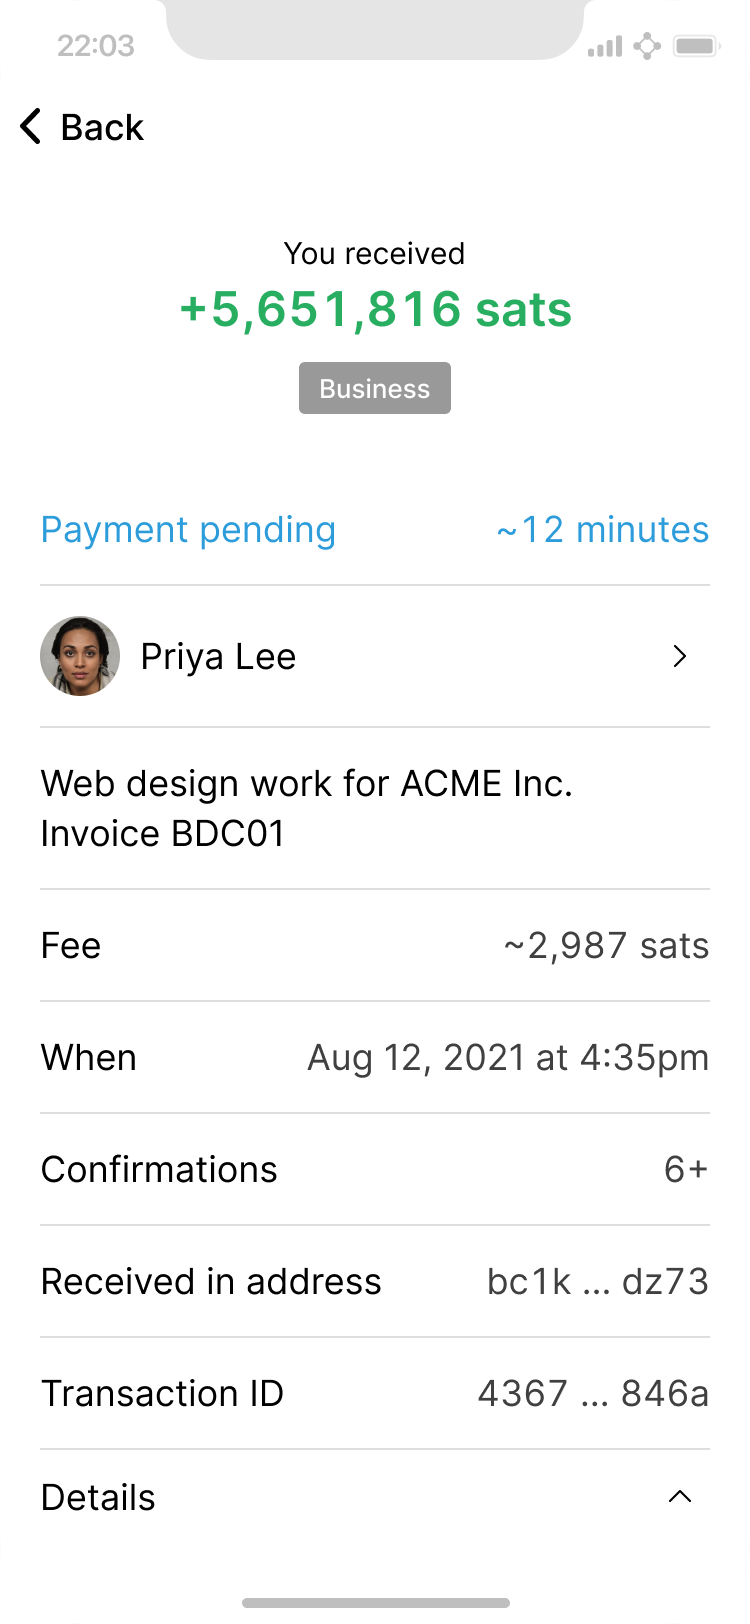 22:03
Back
You received
+5,651,816 sats
Business
Payment pending ~12 minutes
Priya Lee
Web design work for ACME Inc.
Invoice BDC01
Fee ~2,987 sats
When Aug 12, 2021 at 4:35pm
Confirmations 6+
Received in address bc1k ... dz73
Transaction ID 4367 ... 846a
Details